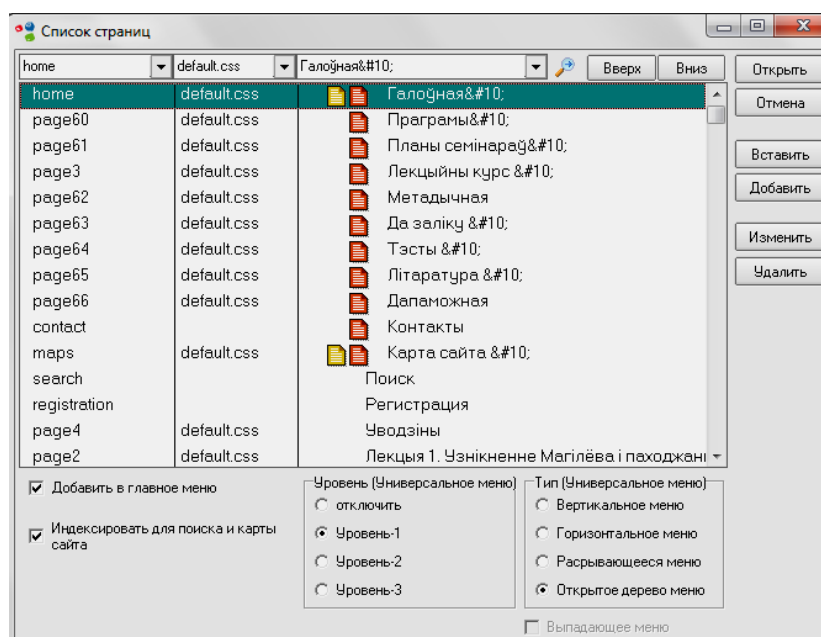 Список страниц
home default.css Галоўная&#10; Вверх Вниз Открыть
home default.css Галоўная&#10;
Отмена
page60 default.css Праграмы&#10;
page61 default.css Планы семінараў&#10;
Вставить
page3 default.css Лекцыйны курс &#10;
page62 default.css Метадычная
Добавить
page63 default.css Да заліку &#10;
Изменить
page64 default.css Тэсты &#10;
page65 default.css Літаратура &#10;
Удалить
page66 default.css Дапаможная
contact Контакты
maps default.css Карта сайта &#10;
search Поиск
registration Регистрация
page4 default.css Уводзіны
page2 default.css Лекцыя 1. Узнікненне Магілёва і паходжані
Добавить в главное меню
Индексировать для поиска и карты
сайта
Уровень (Универсальное меню)
отключить
Уровень-1
Уровень-2
Уровень-3
Тип (Универсальное меню)
Вертикальное меню
Горизонтальное меню
Расрывающееся меню
Открытое дерево меню
Выпадающее меню